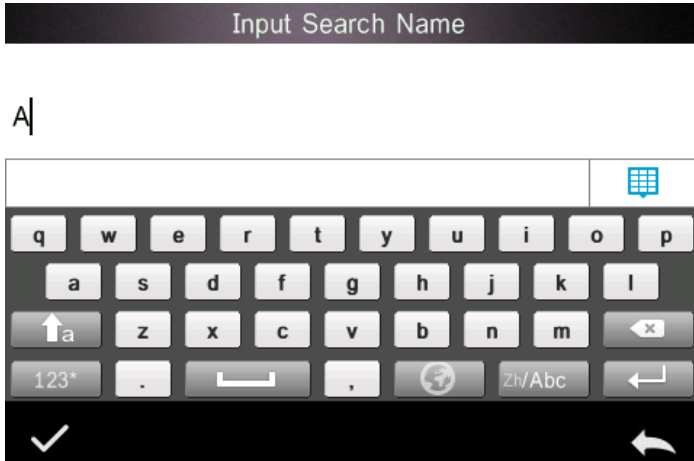 Input Search Name
A
q w e r t y u i o p
a s d f g h j k l
a z x c v b n m
123* . , Zh/Abc